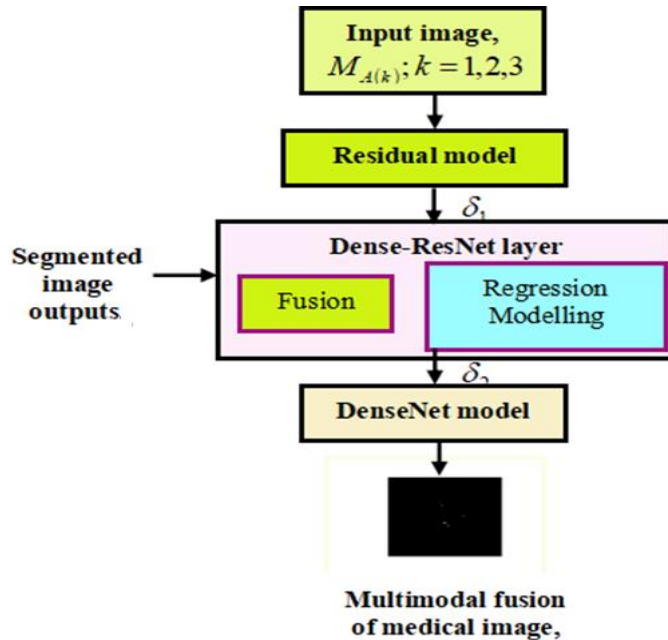 Input image,
M_{A(k)}; k = 1,2,3
Residual model
δ₁
Dense-ResNet layer
Segmented
image
outputs
Fusion
Regression
Modelling
δ₂
DenseNet model
Multimodal fusion
of medical image,